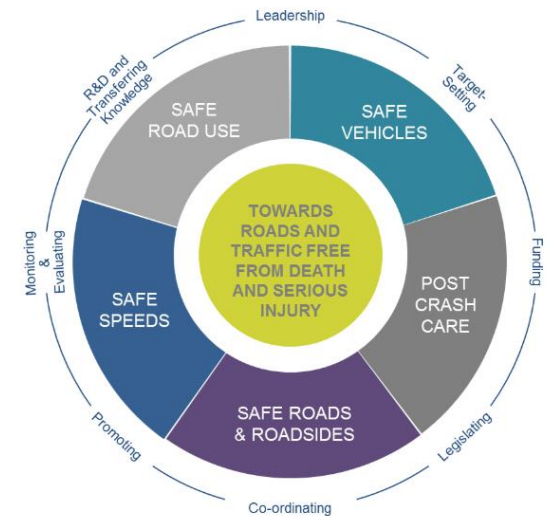 Leadership
R&D and
Transferring
Knowledge
Target-
Setting
SAFE
ROAD USE
SAFE
VEHICLES
TOWARDS
ROADS AND
TRAFFIC FREE
FROM DEATH
AND SERIOUS
INJURY
Monitoring
&
Evaluating
Funding
SAFE
SPEEDS
POST
CRASH
CARE
SAFE ROADS
& ROADSIDES
Promoting
Legislating
Co-ordinating